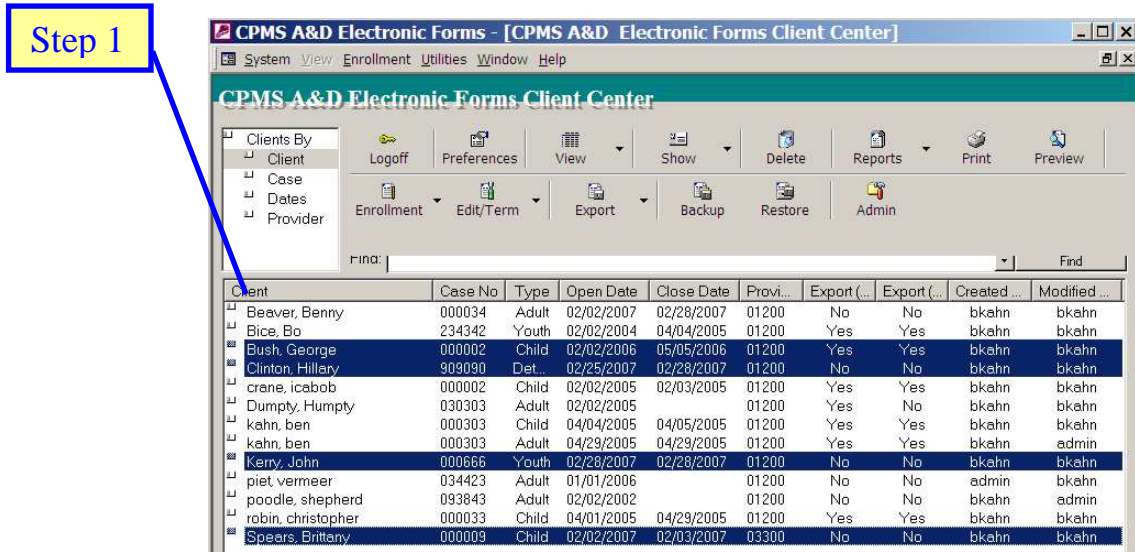 Step 1
CPMS A&D Electronic Forms - [CPMS A&D Electronic Forms Client Center]
System View Enrollment Utilities Window Help
CPMS A&D Electronic Forms Client Center
Clients By
Client
Case
Dates
Provider
Logoff Preferences View Show Delete Reports Print Preview
Enrollment Edit/Term Export Backup Restore Admin
Find: Find
Client Case No Type Open Date Close Date Provi... Export (... Export (... Created ... Modified ...
Beaver, Benny 000034 Adult 02/02/2007 02/28/2007 01200 No No bkahn bkahn
Bice, Bo 234342 Youth 02/02/2004 04/04/2005 01200 Yes Yes bkahn bkahn
Bush, George 000002 Child 02/02/2006 05/05/2006 01200 Yes Yes bkahn bkahn
Clinton, Hillary 909090 Det... 02/25/2007 02/28/2007 01200 No No bkahn bkahn
crane, icabob 000002 Child 02/02/2005 02/03/2005 01200 Yes Yes bkahn bkahn
Dumpty, Humpty 030303 Adult 02/02/2005 01200 Yes No bkahn bkahn
kahn, ben 000303 Child 04/04/2005 04/05/2005 01200 Yes Yes bkahn bkahn
kahn, ben 000303 Adult 04/29/2005 04/29/2005 01200 Yes Yes bkahn admin
Kerry, John 000666 Youth 02/28/2007 02/28/2007 01200 No No bkahn bkahn
piet, vermeer 034423 Adult 01/01/2006 01200 No No admin bkahn
poodle, shepherd 093843 Adult 02/02/2002 01200 No No bkahn admin
robin, christopher 000033 Child 04/01/2005 04/29/2005 01200 Yes Yes bkahn bkahn
Spears, Brittany 000009 Child 02/02/2007 02/03/2007 03300 No No bkahn bkahn